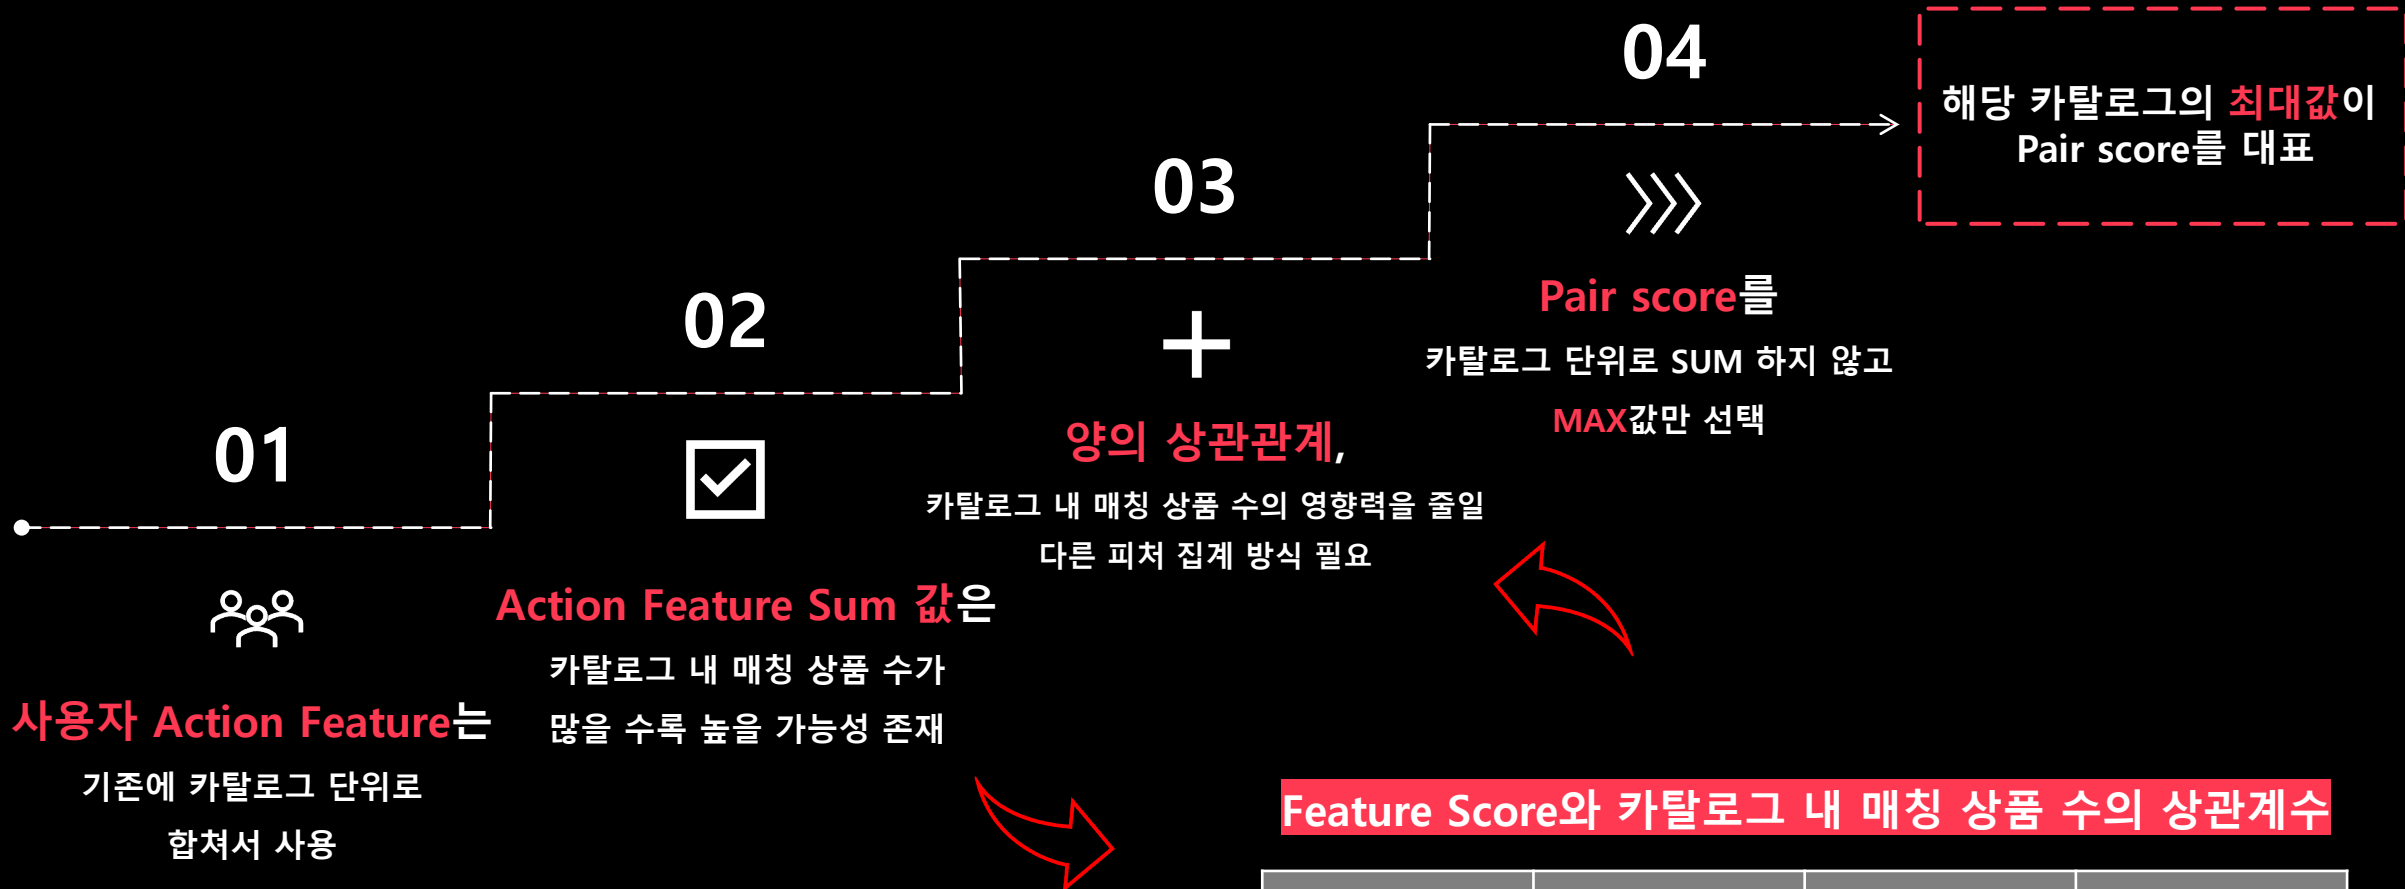 01
사용자 Action Feature는
기존에 카탈로그 단위로
합쳐서 사용
02
Action Feature Sum 값은
카탈로그 내 매칭 상품 수가
많을 수록 높을 가능성 존재
03
양의 상관관계,
카탈로그 내 매칭 상품 수의 영향력을 줄일
다른 피처 집계 방식 필요
04
Pair score를
카탈로그 단위로 SUM 하지 않고
MAX값만 선택
해당 카탈로그의 최대값이
Pair score를 대표
Feature Score와 카탈로그 내 매칭 상품 수의 상관계수